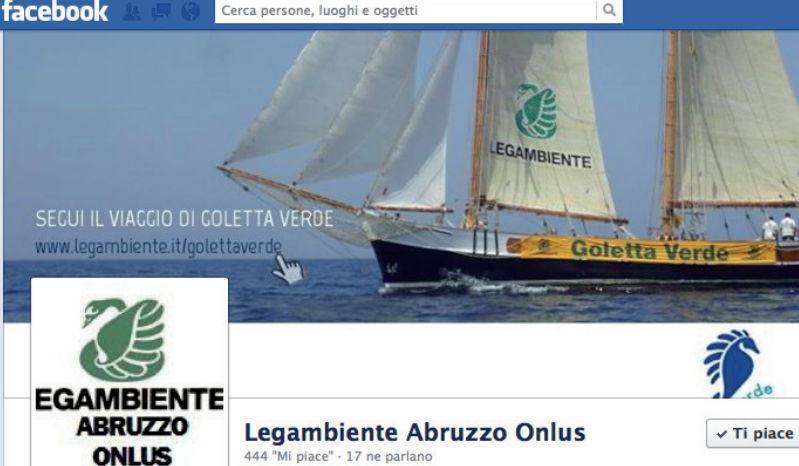 facebook
Cerca persone, luoghi e oggetti
LEGAMBIENTE
SEGUI IL VIAGGIO DI GOLETTA VERDE
www.legambiente.it/golettaverde
Goletta Verde
EGAMBIENTE
ABRUZZO
ONLUS
rde
Legambiente Abruzzo Onlus
444 "Mi piace" · 17 ne parlano
✓ Ti piace